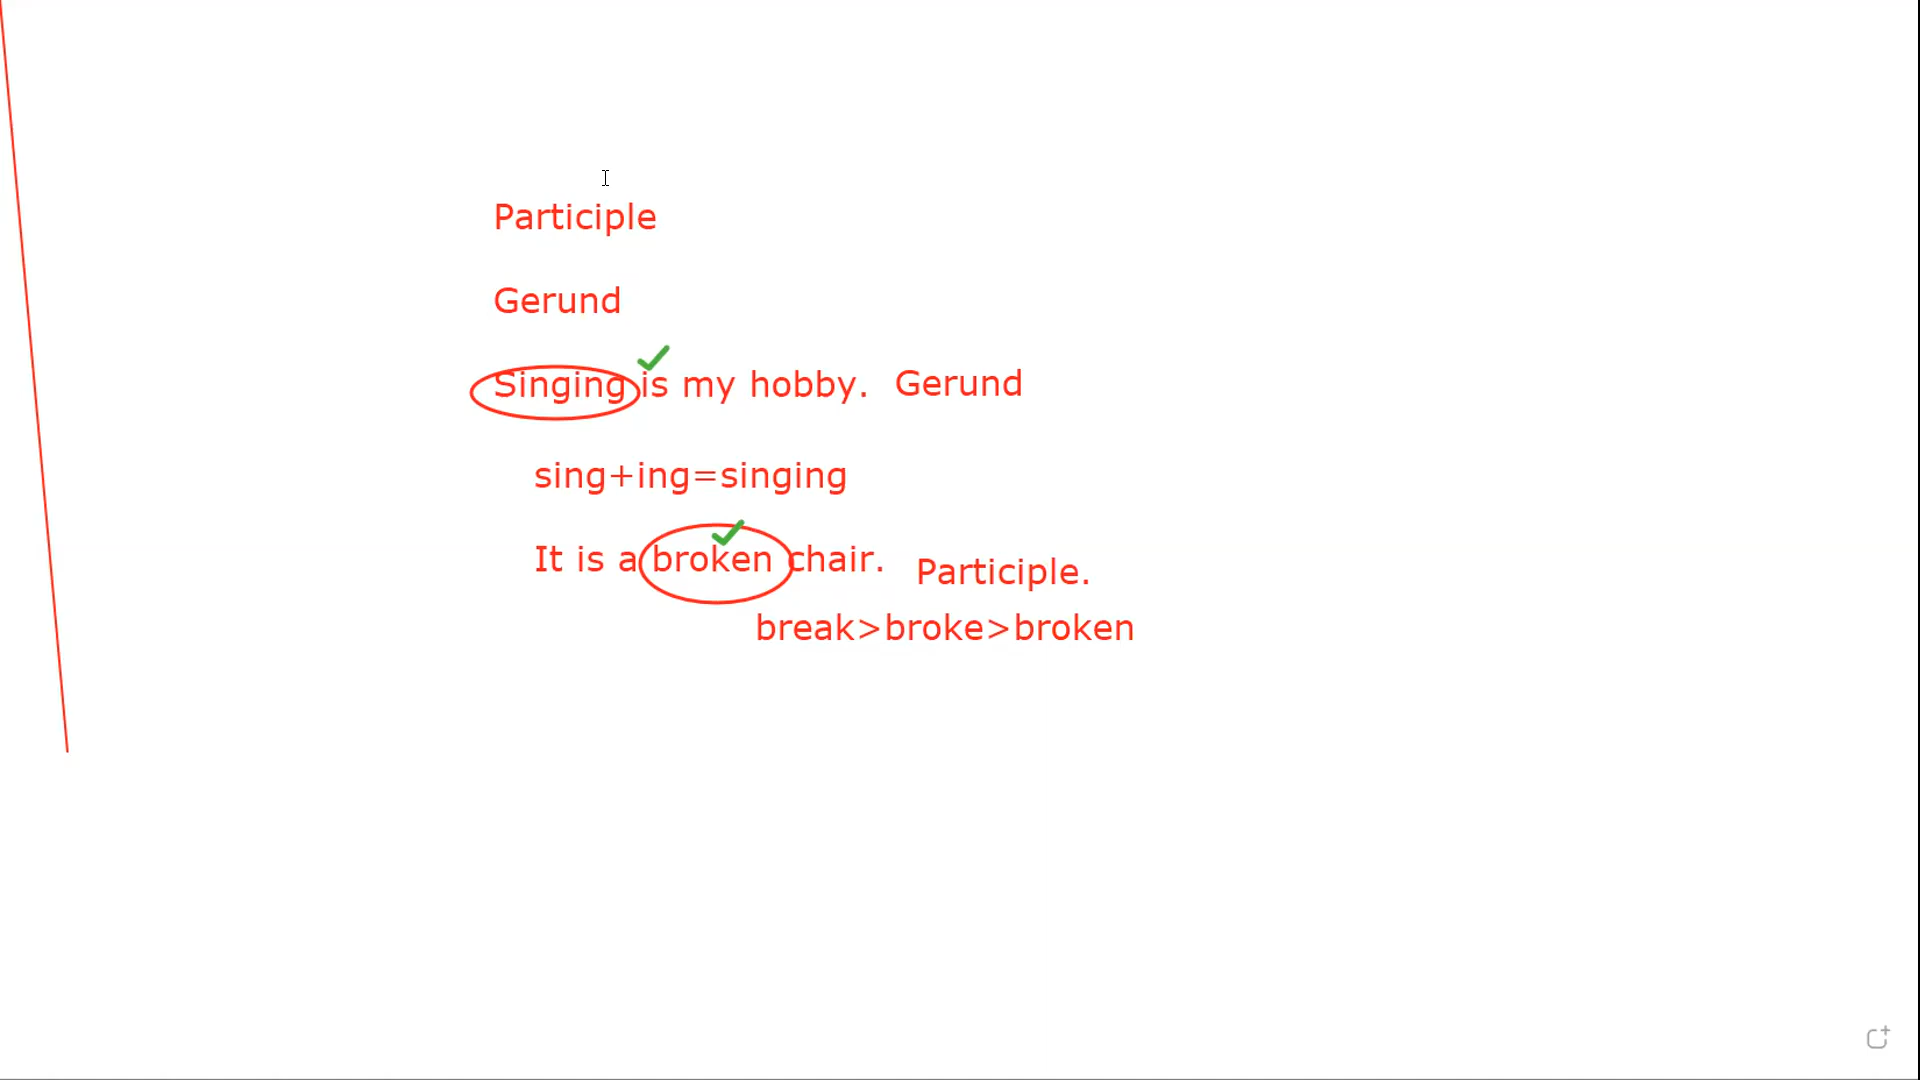 Participle
Gerund
Singing is my hobby. Gerund
sing+ing=singing
It is a broken chair. Participle.
break>broke>broken